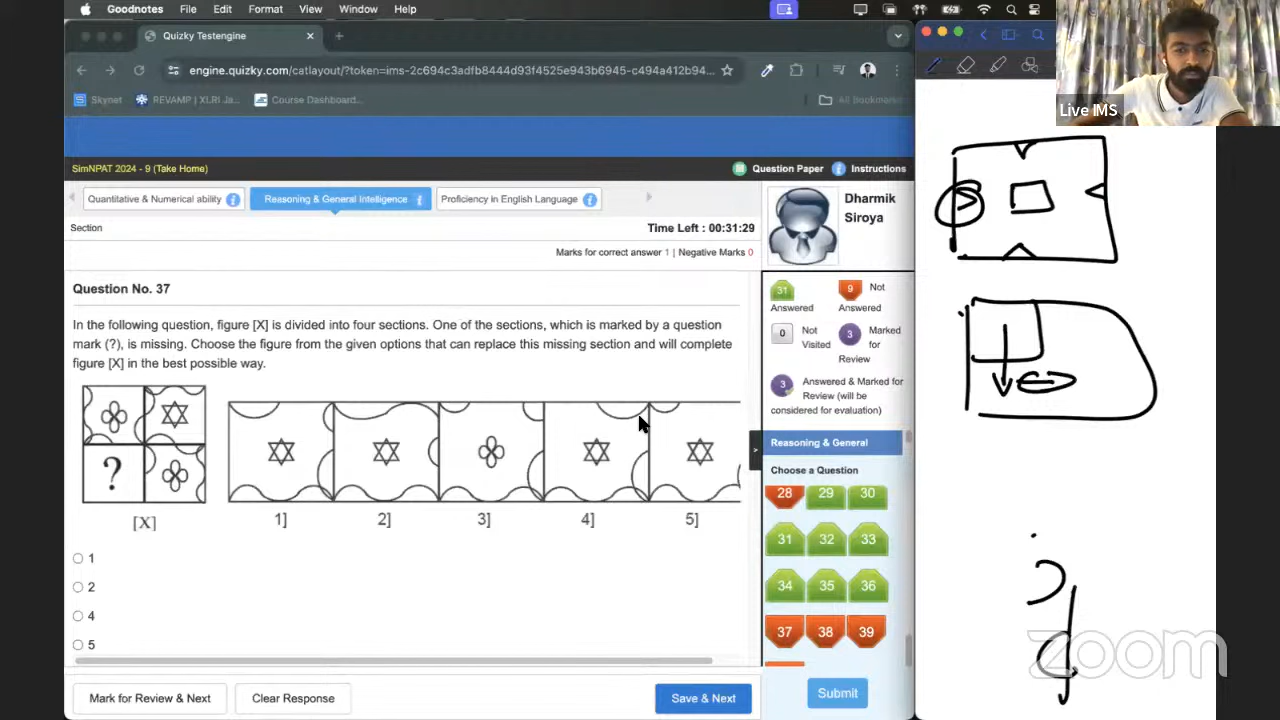 Goodnotes File Edit Format View Window Help
Quizky Testengine
engine.quizky.com/catlayout/?token=ims-2c694c3adfb8444d93f4525e943b6945-c494a412b94...
Skynet REVAMP | XLRI Ja... Course Dashboard... All Bookmarks
Live IMS
SimNPAT 2024 - 9 (Take Home) Question Paper Instructions
Quantitative & Numerical ability Reasoning & General Intelligence Proficiency in English Language
Section Time Left : 00:31:29
Marks for correct answer 1 | Negative Marks 0
Dharmik
Siroya
Question No. 37
In the following question, figure [X] is divided into four sections. One of the sections, which is marked by a question
mark (?), is missing. Choose the figure from the given options that can replace this missing section and will complete
figure [X] in the best possible way.
?
[X] 1] 2] 3] 4] 5]
1
2
4
5
Mark for Review & Next Clear Response Save & Next
31 Answered
9 Not Answered
0 Not Visited
3 Marked for Review
3 Answered & Marked for Review (will be considered for evaluation)
Reasoning & General
Choose a Question
28 29 30
31 32 33
34 35 36
37 38 39
Submit
zoom